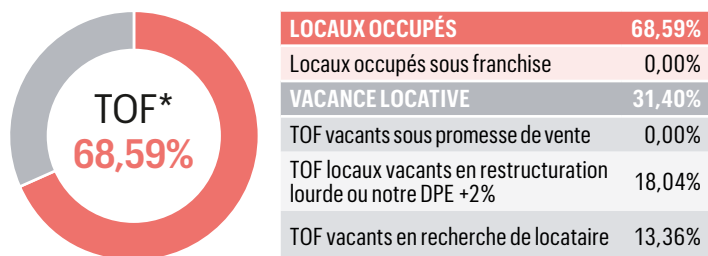 TOF*
68,59%
LOCAUX OCCUPÉS 68,59%
Locaux occupés sous franchise 0,00%
VACANCE LOCATIVE 31,40%
TOF vacants sous promesse de vente 0,00%
TOF locaux vacants en restructuration
lourde ou notre DPE +2% 18,04%
TOF vacants en recherche de locataire 13,36%